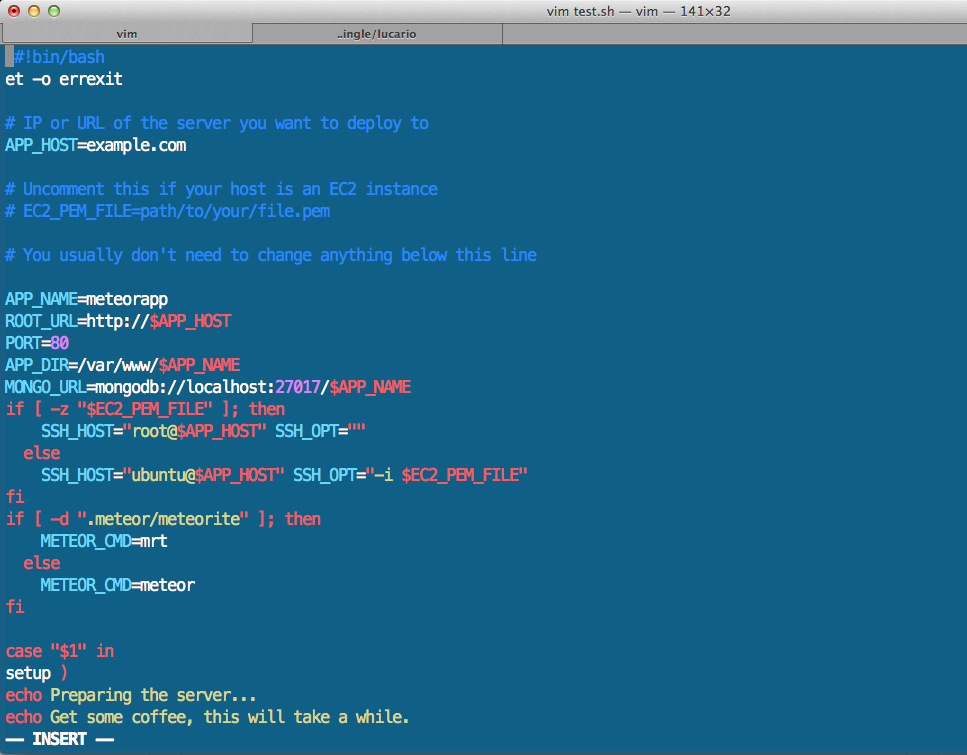 vim test.sh — vim — 141×32
vim
..ingle/lucario
#!bin/bash
et -o errexit
# IP or URL of the server you want to deploy to
APP_HOST=example.com
# Uncomment this if your host is an EC2 instance
# EC2_PEM_FILE=path/to/your/file.pem
# You usually don't need to change anything below this line
APP_NAME=meteorapp
ROOT_URL=http://$APP_HOST
PORT=80
APP_DIR=/var/www/$APP_NAME
MONGO_URL=mongodb://localhost:27017/$APP_NAME
if [ -z "$EC2_PEM_FILE" ]; then
    SSH_HOST="root@$APP_HOST" SSH_OPT=""
  else
    SSH_HOST="ubuntu@$APP_HOST" SSH_OPT="-i $EC2_PEM_FILE"
fi
if [ -d ".meteor/meteorite" ]; then
    METEOR_CMD=mrt
  else
    METEOR_CMD=meteor
fi
case "$1" in
setup )
echo Preparing the server...
echo Get some coffee, this will take a while.
-- INSERT --